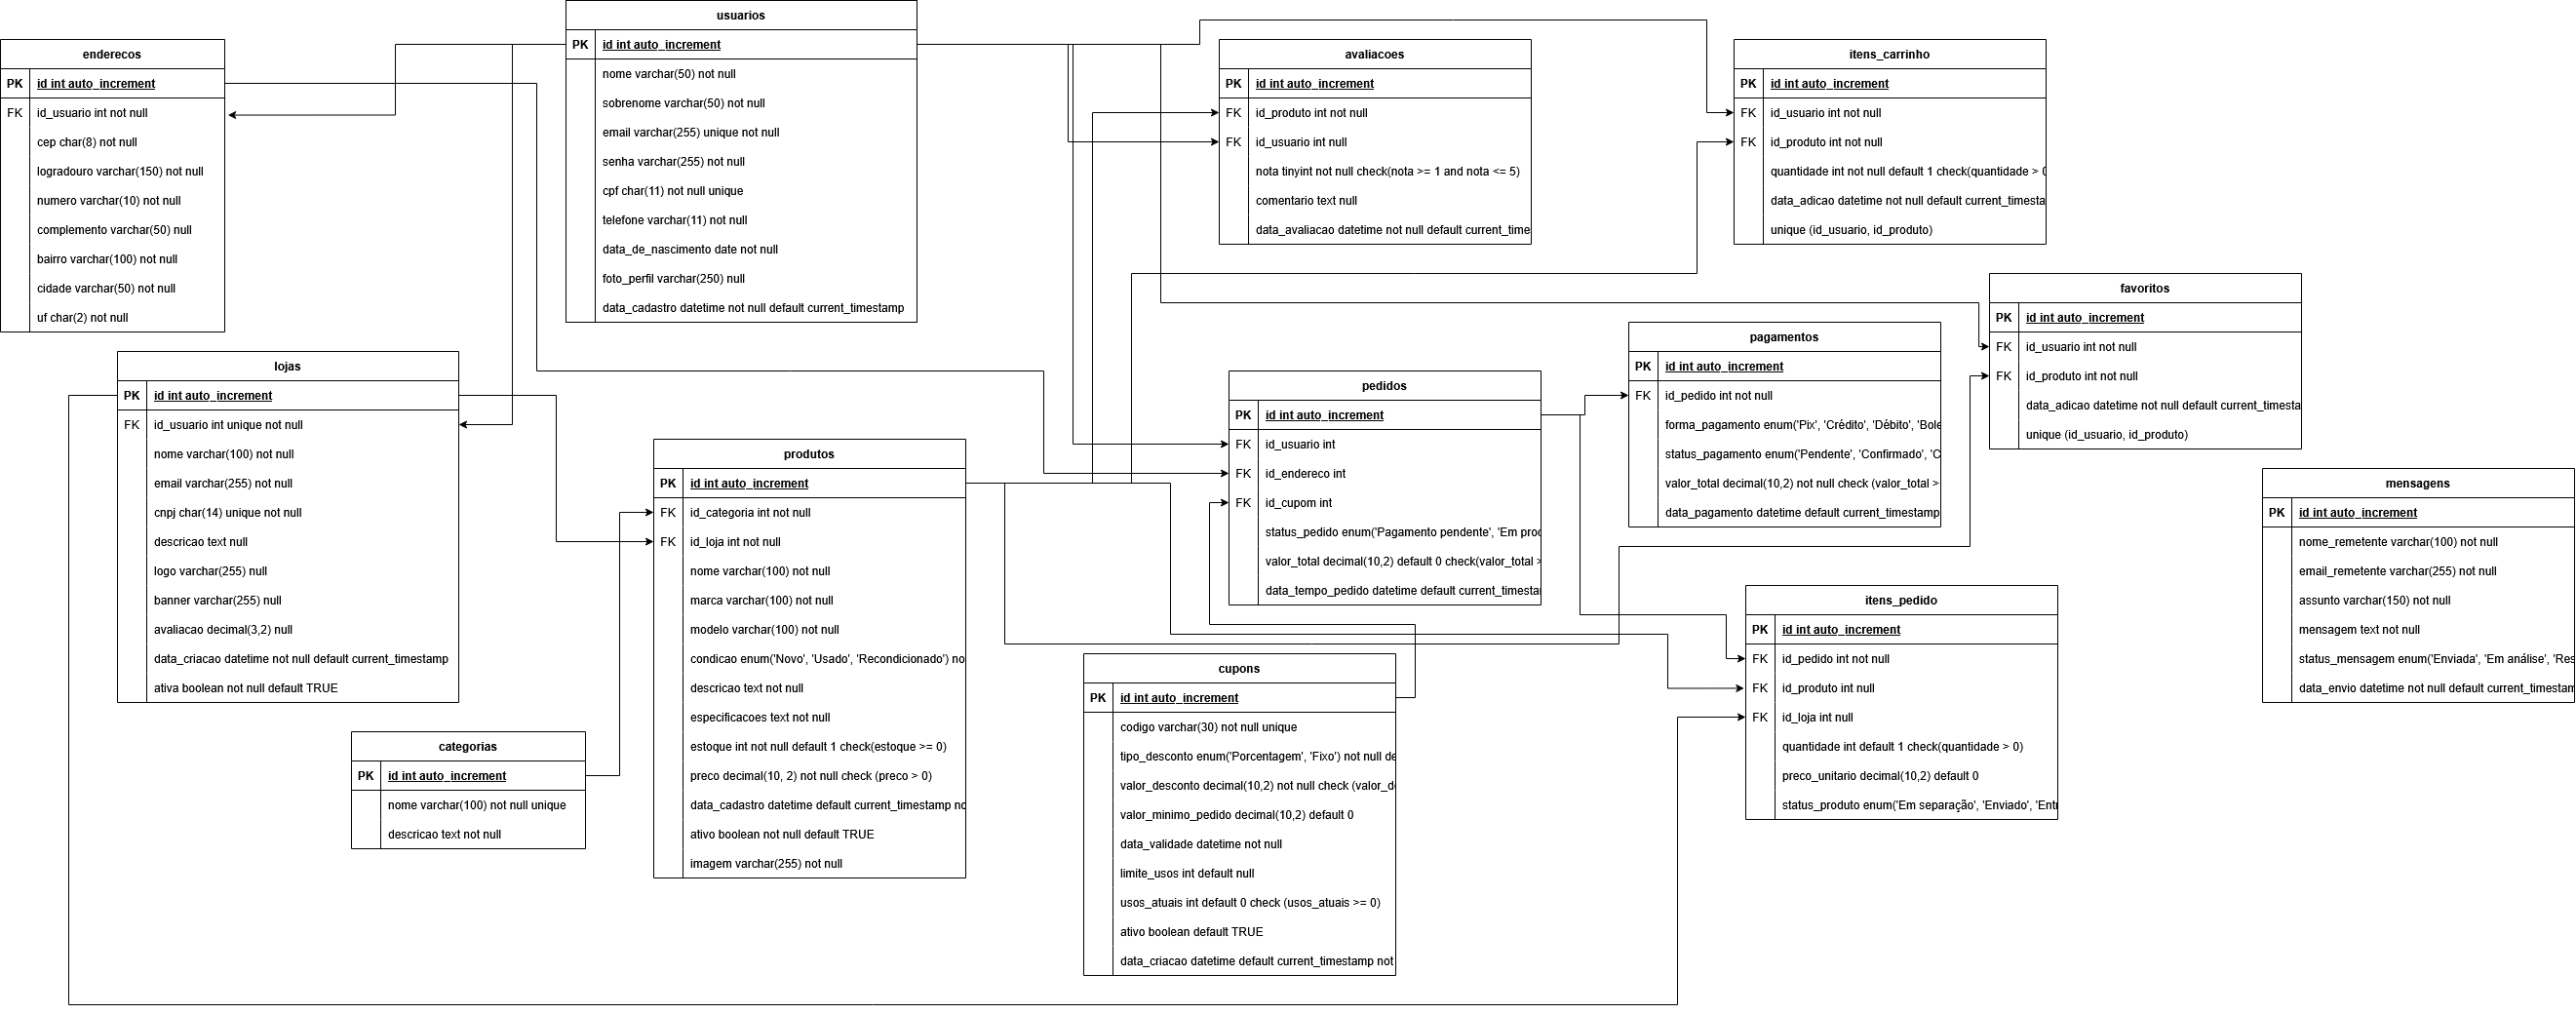 usuarios
PK id int auto_increment
nome varchar(50) not null
sobrenome varchar(50) not null
email varchar(255) unique not null
senha varchar(255) not null
cpf char(11) not null unique
telefone varchar(11) not null
data_de_nascimento date not null
foto_perfil varchar(250) null
data_cadastro datetime not null default current_timestamp
enderecos
PK id int auto_increment
FK id_usuario int not null
cep char(8) not null
logradouro varchar(150) not null
numero varchar(10) not null
complemento varchar(50) null
bairro varchar(100) not null
cidade varchar(50) not null
uf char(2) not null
avaliacoes
PK id int auto_increment
FK id_produto int not null
FK id_usuario int null
nota tinyint not null check(nota >= 1 and nota <= 5)
comentario text null
data_avaliacao datetime not null default current_time
itens_carrinho
PK id int auto_increment
FK id_usuario int not null
FK id_produto int not null
quantidade int not null default 1 check(quantidade > 0
data_adicao datetime not null default current_timesta
unique (id_usuario, id_produto)
favoritos
PK id int auto_increment
FK id_usuario int not null
FK id_produto int not null
data_adicao datetime not null default current_timesta
unique (id_usuario, id_produto)
pagamentos
PK id int auto_increment
FK id_pedido int not null
forma_pagamento enum('Pix', 'Crédito', 'Débito', 'Bole
status_pagamento enum('Pendente', 'Confirmado', 'C
valor_total decimal(10,2) not null check (valor_total >
data_pagamento datetime default current_timestamp
lojas
PK id int auto_increment
FK id_usuario int unique not null
nome varchar(100) not null
email varchar(255) not null
cnpj char(14) unique not null
descricao text null
logo varchar(255) null
banner varchar(255) null
avaliacao decimal(3,2) null
data_criacao datetime not null default current_timestamp
ativa boolean not null default TRUE
pedidos
PK id int auto_increment
FK id_usuario int
FK id_endereco int
FK id_cupom int
status_pedido enum('Pagamento pendente', 'Em proc
valor_total decimal(10,2) default 0 check(valor_total >
data_tempo_pedido datetime default current_timestar
produtos
PK id int auto_increment
FK id_categoria int not null
FK id_loja int not null
nome varchar(100) not null
marca varchar(100) not null
modelo varchar(100) not null
condicao enum('Novo', 'Usado', 'Recondicionado') no
descricao text not null
especificacoes text not null
estoque int not null default 1 check(estoque >= 0)
preco decimal(10, 2) not null check (preco > 0)
data_cadastro datetime default current_timestamp no
ativo boolean not null default TRUE
imagem varchar(255) not null
mensagens
PK id int auto_increment
nome_remetente varchar(100) not null
email_remetente varchar(255) not null
assunto varchar(150) not null
mensagem text not null
status_mensagem enum('Enviada', 'Em análise', 'Res
data_envio datetime not null default current_timestam
itens_pedido
PK id int auto_increment
FK id_pedido int not null
FK id_produto int null
FK id_loja int null
quantidade int default 1 check(quantidade > 0)
preco_unitario decimal(10,2) default 0
status_produto enum('Em separação', 'Enviado', 'Entr
cupons
PK id int auto_increment
codigo varchar(30) not null unique
tipo_desconto enum('Porcentagem', 'Fixo') not null de
valor_desconto decimal(10,2) not null check (valor_de
valor_minimo_pedido decimal(10,2) default 0
data_validade datetime not null
limite_usos int default null
usos_atuais int default 0 check (usos_atuais >= 0)
ativo boolean default TRUE
data_criacao datetime default current_timestamp not
categorias
PK id int auto_increment
nome varchar(100) not null unique
descricao text not null